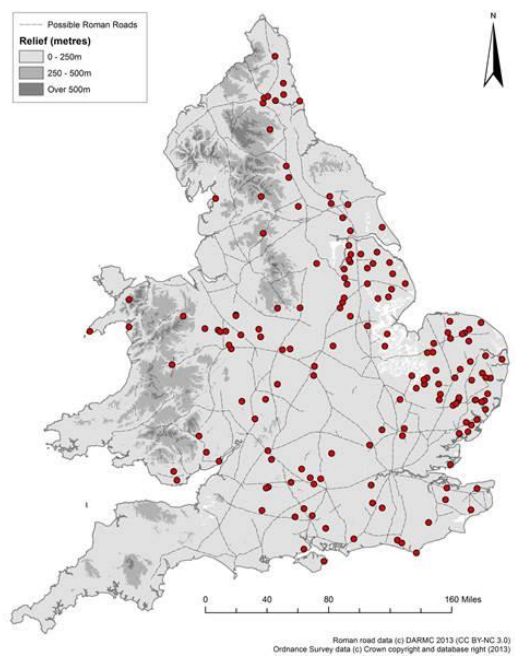 Possible Roman Roads
Relief (metres)
0 - 250m
250 - 500m
Over 500m
N
0 40 80 160 Miles
Roman road data (c) DARMC 2013 (CC BY-NC 3.0)
Ordnance Survey data (c) Crown copyright and database right (2013)